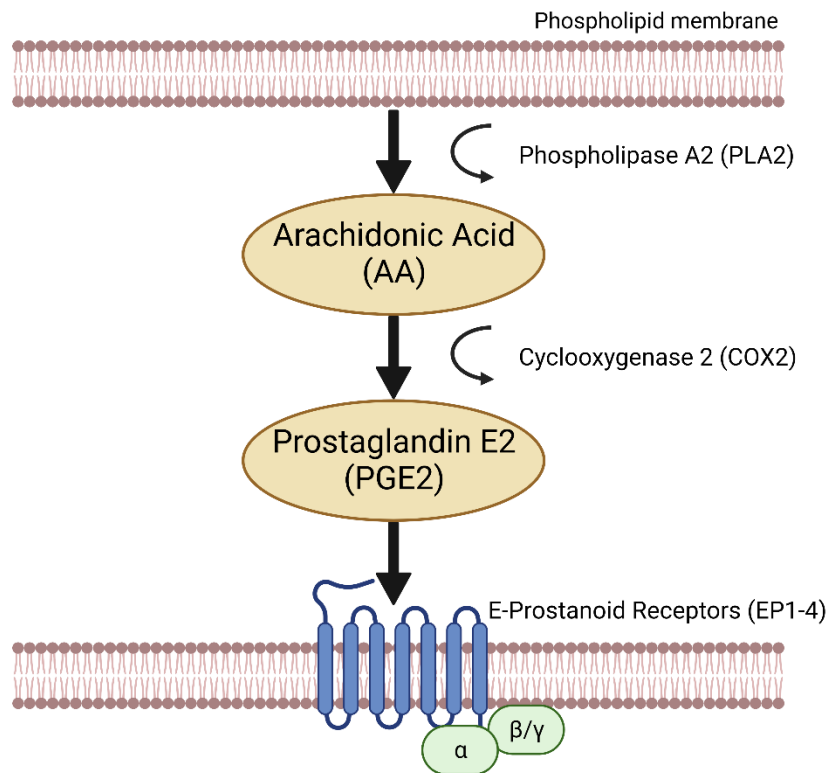 Phospholipid membrane
Phospholipase A2 (PLA2)
Arachidonic Acid
(AA)
Cyclooxygenase 2 (COX2)
Prostaglandin E2
(PGE2)
E-Prostanoid Receptors (EP1-4)
β/γ
α